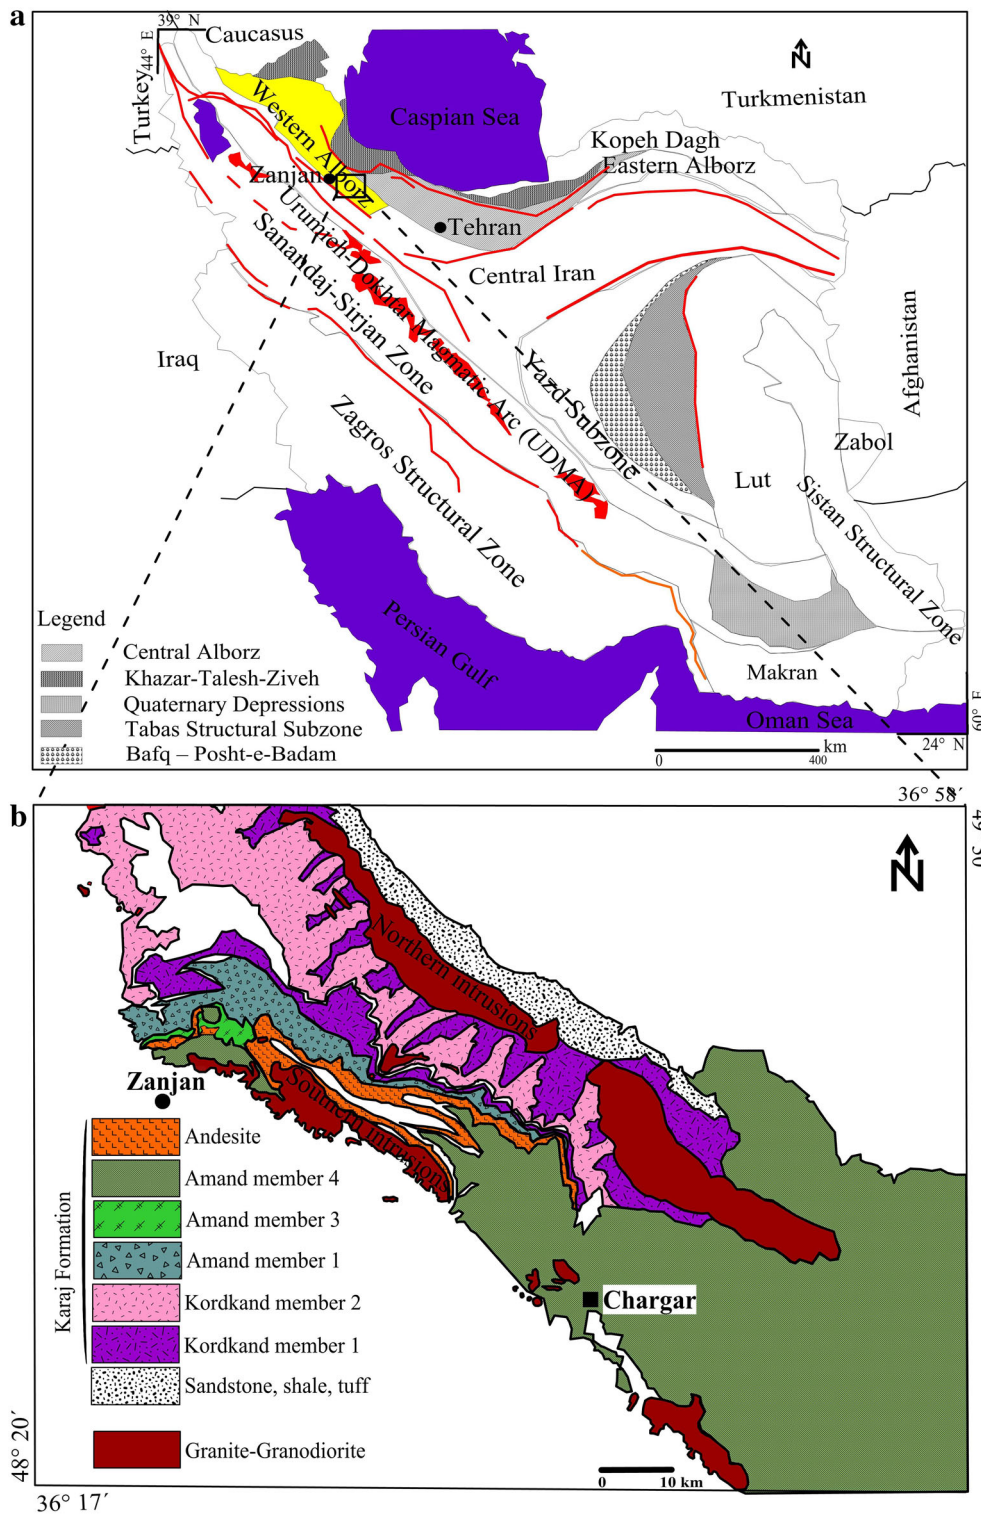 a
39° N
44° E
Caucasus
N
Turkey
Turkmenistan
Caspian Sea
Western Alborz
Kopeh Dagh
Eastern Alborz
Zanjan
Tehran
Urumieh-Dokhtar Magmatic Arc (UDMA)
Sanandaj-Sirjan Zone
Central Iran
Afghanistan
Iraq
Yazd Subzone
Zagros Structural Zone
Zabol
Lut
Sistan Structural Zone
Persian Gulf
Makran
Oman Sea
60° E
24° N
Legend
Central Alborz
Khazar-Talesh-Ziveh
Quaternary Depressions
Tabas Structural Subzone
Bafq – Posht-e-Badam
0 400 km
36° 58´
b
49° 30´
N
Northern intrusions
Zanjan
Southern intrusions
Karaj Formation
Andesite
Amand member 4
Amand member 3
Amand member 1
Kordkand member 2
Kordkand member 1
Sandstone, shale, tuff
Granite-Granodiorite
Chargar
0 10 km
48° 20´
36° 17´